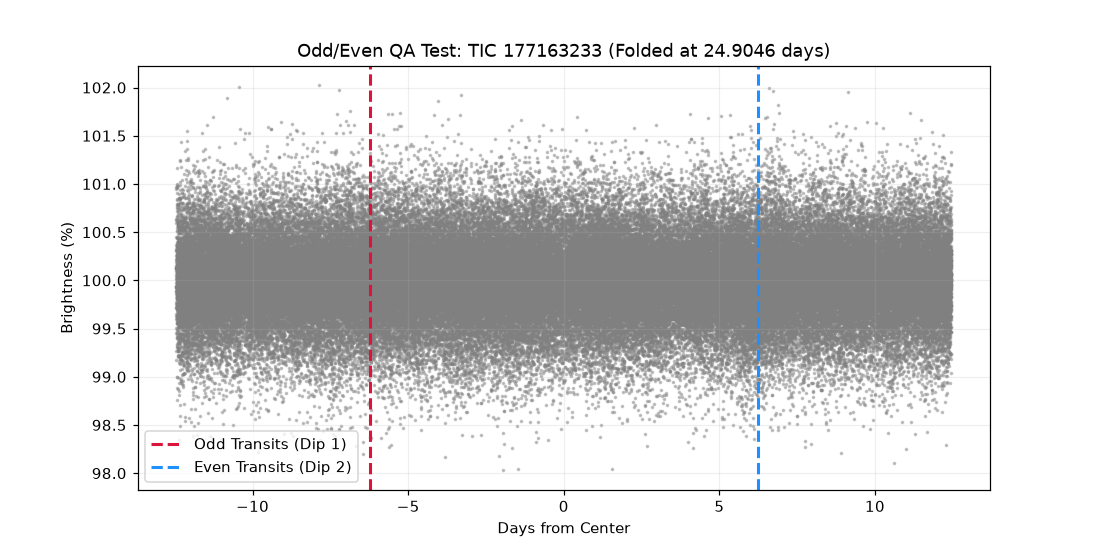 Odd/Even QA Test: TIC 177163233 (Folded at 24.9046 days)
Brightness (%)
102.0
101.5
101.0
100.5
100.0
99.5
99.0
98.5
98.0
Odd Transits (Dip 1)
Even Transits (Dip 2)
−10 −5 0 5 10
Days from Center